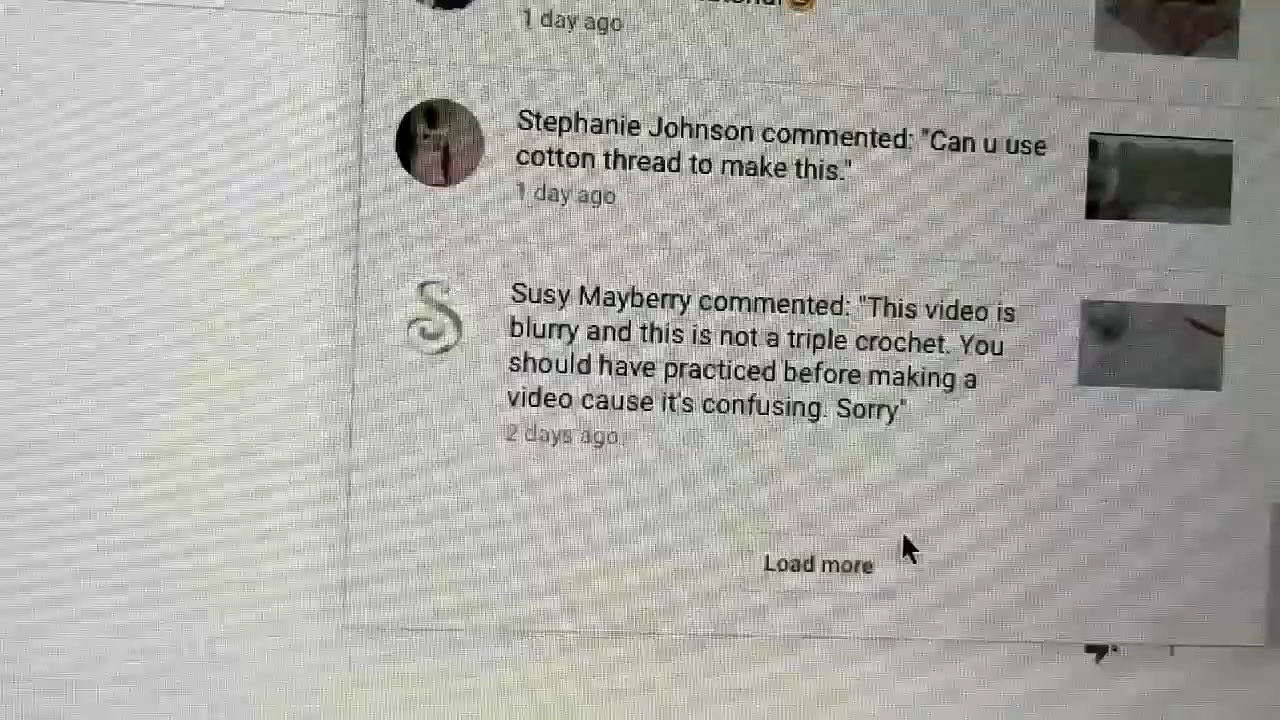 1 day ago
Stephanie Johnson commented: "Can u use
cotton thread to make this."
1 day ago
S
Susy Mayberry commented: "This video is
blurry and this is not a triple crochet. You
should have practiced before making a
video cause it's confusing. Sorry"
2 days ago
Load more